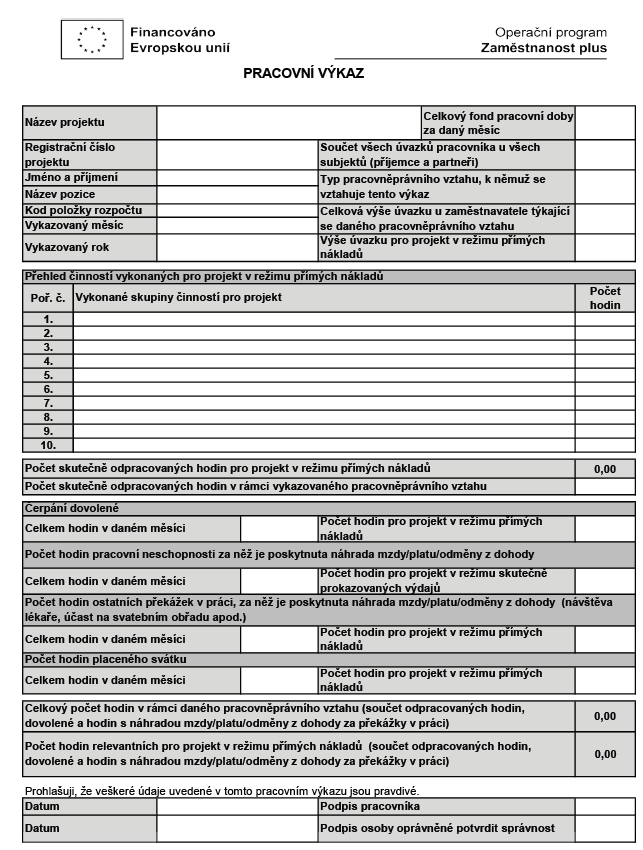 Financováno
Evropskou unií
Operační program
Zaměstnanost plus
PRACOVNÍ VÝKAZ
Název projektu
Celkový fond pracovní doby
za daný měsíc
Registrační číslo
projektu
Součet všech úvazků pracovníka u všech
subjektů (příjemce a partneři)
Jméno a příjmení
Typ pracovněprávního vztahu, k němuž se
vztahuje tento výkaz
Název pozice
Kod položky rozpočtu
Celková výše úvazku u zaměstnavatele týkající
se daného pracovněprávního vztahu
Vykazovaný měsíc
Vykazovaný rok
Výše úvazku pro projekt v režimu přímých
nákladů
Přehled činností vykonaných pro projekt v režimu přímých nákladů
Poř. č. Vykonané skupiny činností pro projekt Počet
hodin
1.
2.
3.
4.
5.
6.
7.
8.
9.
10.
Počet skutečně odpracovaných hodin pro projekt v režimu přímých nákladů 0,00
Počet skutečně odpracovaných hodin v rámci vykazovaného pracovněprávního vztahu
Čerpání dovolené
Celkem hodin v daném měsíci
Počet hodin pro projekt v režimu přímých
nákladů
Počet hodin pracovní neschopnosti za něž je poskytnuta náhrada mzdy/platu/odměny z dohody
Celkem hodin v daném měsíci
Počet hodin pro projekt v režimu skutečně
prokazovaných výdajů
Počet hodin ostatních překážek v práci, za něž je poskytnuta náhrada mzdy/platu/odměny z dohody (návštěva
lékaře, účast na svatebním obřadu apod.)
Celkem hodin v daném měsíci
Počet hodin pro projekt v režimu přímých
nákladů
Počet hodin placeného svátku
Celkem hodin v daném měsíci
Počet hodin pro projekt v režimu přímých
nákladů
Celkový počet hodin v rámci daného pracovněprávního vztahu (součet odpracovaných hodin,
dovolené a hodin s náhradou mzdy/platu/odměny z dohody za překážky v práci)
0,00
Počet hodin relevantních pro projekt v režimu přímých nákladů (součet odpracovaných hodin,
dovolené a hodin s náhradou mzdy/platu/odměny z dohody za překážky v práci)
0,00
Prohlašuji, že veškeré údaje uvedené v tomto pracovním výkazu jsou pravdivé.
Datum Podpis pracovníka
Datum Podpis osoby oprávněné potvrdit správnost